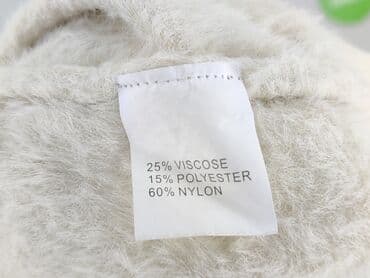 25% VISCOSE
15% POLYESTER
60% NYLON